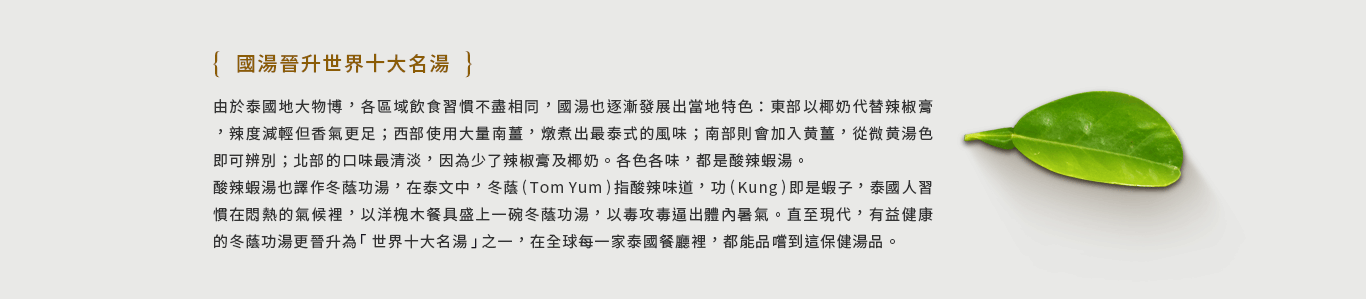 { 國湯晉升世界十大名湯 }
由於泰國地大物博，各區域飲食習慣不盡相同，國湯也逐漸發展出當地特色：東部以椰奶代替辣椒膏
，辣度減輕但香氣更足；西部使用大量南薑，燉煮出最泰式的風味；南部則會加入黃薑，從微黃湯色
即可辨別；北部的口味最清淡，因為少了辣椒膏及椰奶。各色各味，都是酸辣蝦湯。
酸辣蝦湯也譯作冬蔭功湯，在泰文中，冬蔭(Tom Yum)指酸辣味道，功(Kung)即是蝦子，泰國人習
慣在悶熱的氣候裡，以洋槐木餐具盛上一碗冬蔭功湯，以毒攻毒逼出體內暑氣。直至現代，有益健康
的冬蔭功湯更晉升為「世界十大名湯」之一，在全球每一家泰國餐廳裡，都能品嚐到這保健湯品。